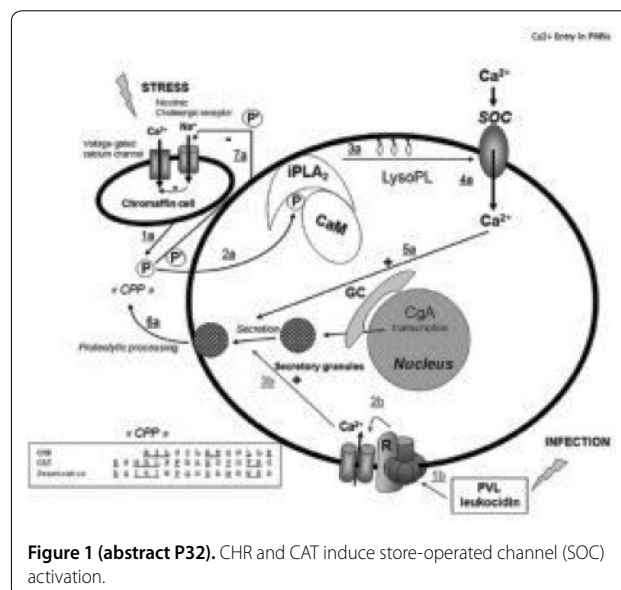 Ca2+ Entry in PMNs
STRESS
Nicotinic
Cholinergic receptor
Ca²⁺
Na⁺
P'
Voltage-gated
calcium channel
7a
Chromaffin cell
1a
P
P'
2a
« CPP »
6a
Proteolytic processing
iPLA₂
P
CaM
3a
LysoPL
4a
Ca²⁺
SOC
Ca²⁺
5a
+
GC
CgA
transcription
Nucleus
Secretion
Secretory granules
3b
+
Ca²⁺
2b
R
1b
INFECTION
PVL
leukocidin
« CPP »
CHR
CAT
Figure 1 (abstract P32). CHR and CAT induce store-operated channel (SOC)
activation.